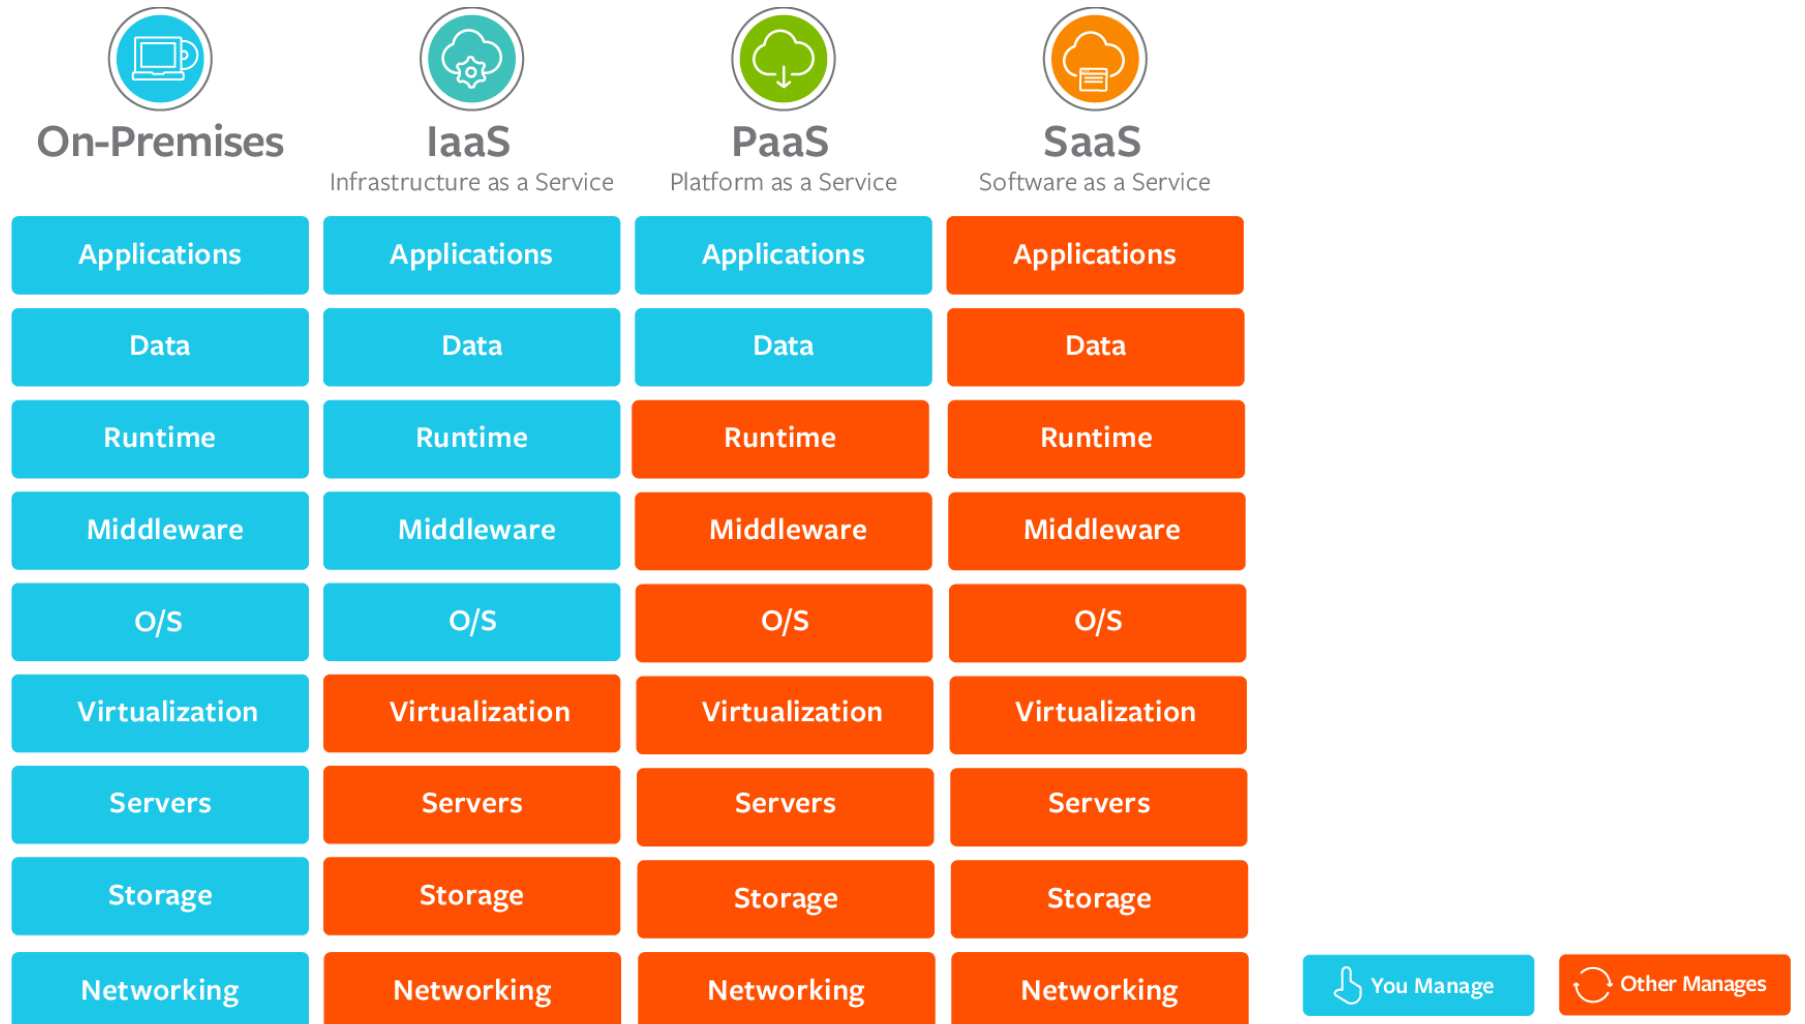 On-Premises
IaaS
Infrastructure as a Service
PaaS
Platform as a Service
SaaS
Software as a Service
Applications
Applications
Applications
Applications
Data
Data
Data
Data
Runtime
Runtime
Runtime
Runtime
Middleware
Middleware
Middleware
Middleware
O/S
O/S
O/S
O/S
Virtualization
Virtualization
Virtualization
Virtualization
Servers
Servers
Servers
Servers
Storage
Storage
Storage
Storage
Networking
Networking
Networking
Networking
You Manage
Other Manages